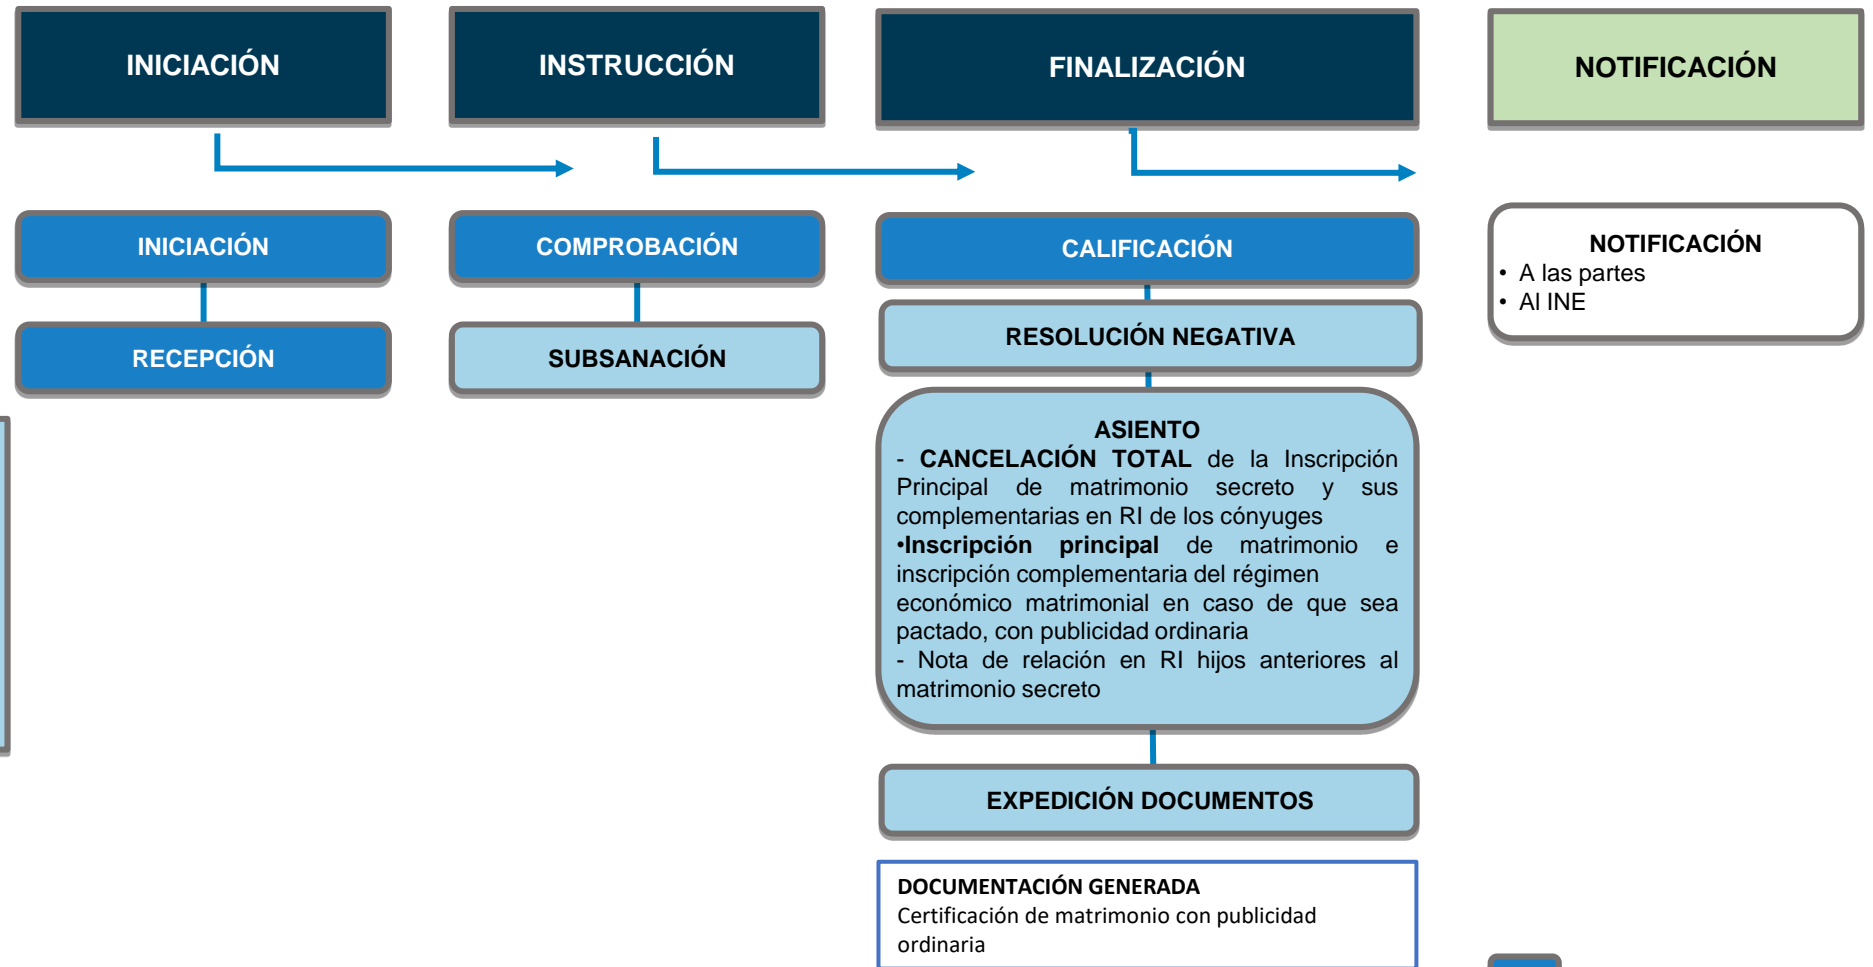 INICIACIÓN
INSTRUCCIÓN
FINALIZACIÓN
NOTIFICACIÓN
INICIACIÓN
RECEPCIÓN
COMPROBACIÓN
SUBSANACIÓN
CALIFICACIÓN
RESOLUCIÓN NEGATIVA
ASIENTO
- CANCELACIÓN TOTAL de la Inscripción
Principal de matrimonio secreto y sus
complementarias en RI de los cónyuges
•Inscripción principal de matrimonio e
inscripción complementaria del régimen
económico matrimonial en caso de que sea
pactado, con publicidad ordinaria
- Nota de relación en RI hijos anteriores al
matrimonio secreto
EXPEDICIÓN DOCUMENTOS
DOCUMENTACIÓN GENERADA
Certificación de matrimonio con publicidad
ordinaria
NOTIFICACIÓN
• A las partes
• Al INE